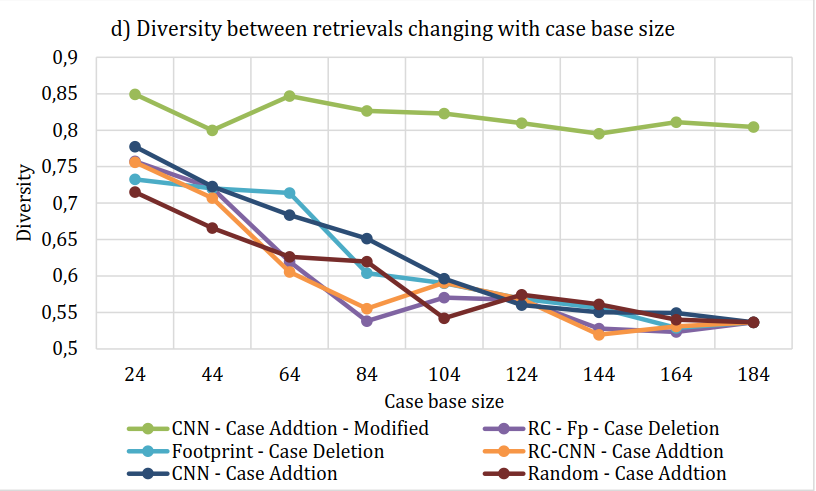 d) Diversity between retrievals changing with case base size
0,9
0,85
0,8
0,75
0,7
0,65
0,6
0,55
0,5
Diversity
24 44 64 84 104 124 144 164 184
Case base size
CNN - Case Addtion - Modified
RC - Fp - Case Deletion
Footprint - Case Deletion
RC-CNN - Case Addtion
CNN - Case Addtion
Random - Case Addtion